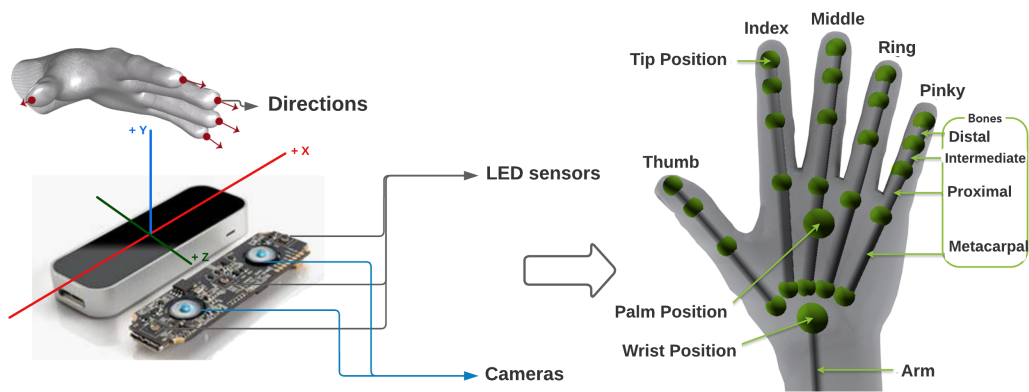 Directions
+ Y
+ X
+ Z
LED sensors
Cameras
Index
Middle
Ring
Pinky
Thumb
Tip Position
Bones
Distal
Intermediate
Proximal
Metacarpal
Palm Position
Wrist Position
Arm